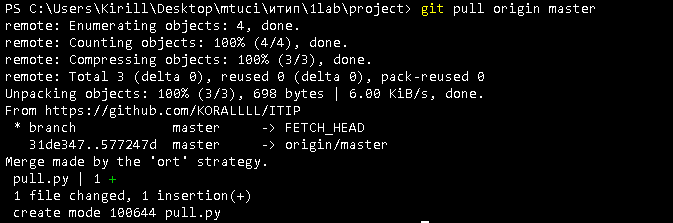 PS C:\Users\Kirill\Desktop\mtuci\итип\1lab\project> git pull origin master
remote: Enumerating objects: 4, done.
remote: Counting objects: 100% (4/4), done.
remote: Compressing objects: 100% (3/3), done.
remote: Total 3 (delta 0), reused 0 (delta 0), pack-reused 0
Unpacking objects: 100% (3/3), 698 bytes | 6.00 KiB/s, done.
From https://github.com/KORALLLL/ITIP
 * branch            master     -> FETCH_HEAD
   31de347..577247d  master     -> origin/master
Merge made by the 'ort' strategy.
 pull.py | 1 +
 1 file changed, 1 insertion(+)
 create mode 100644 pull.py